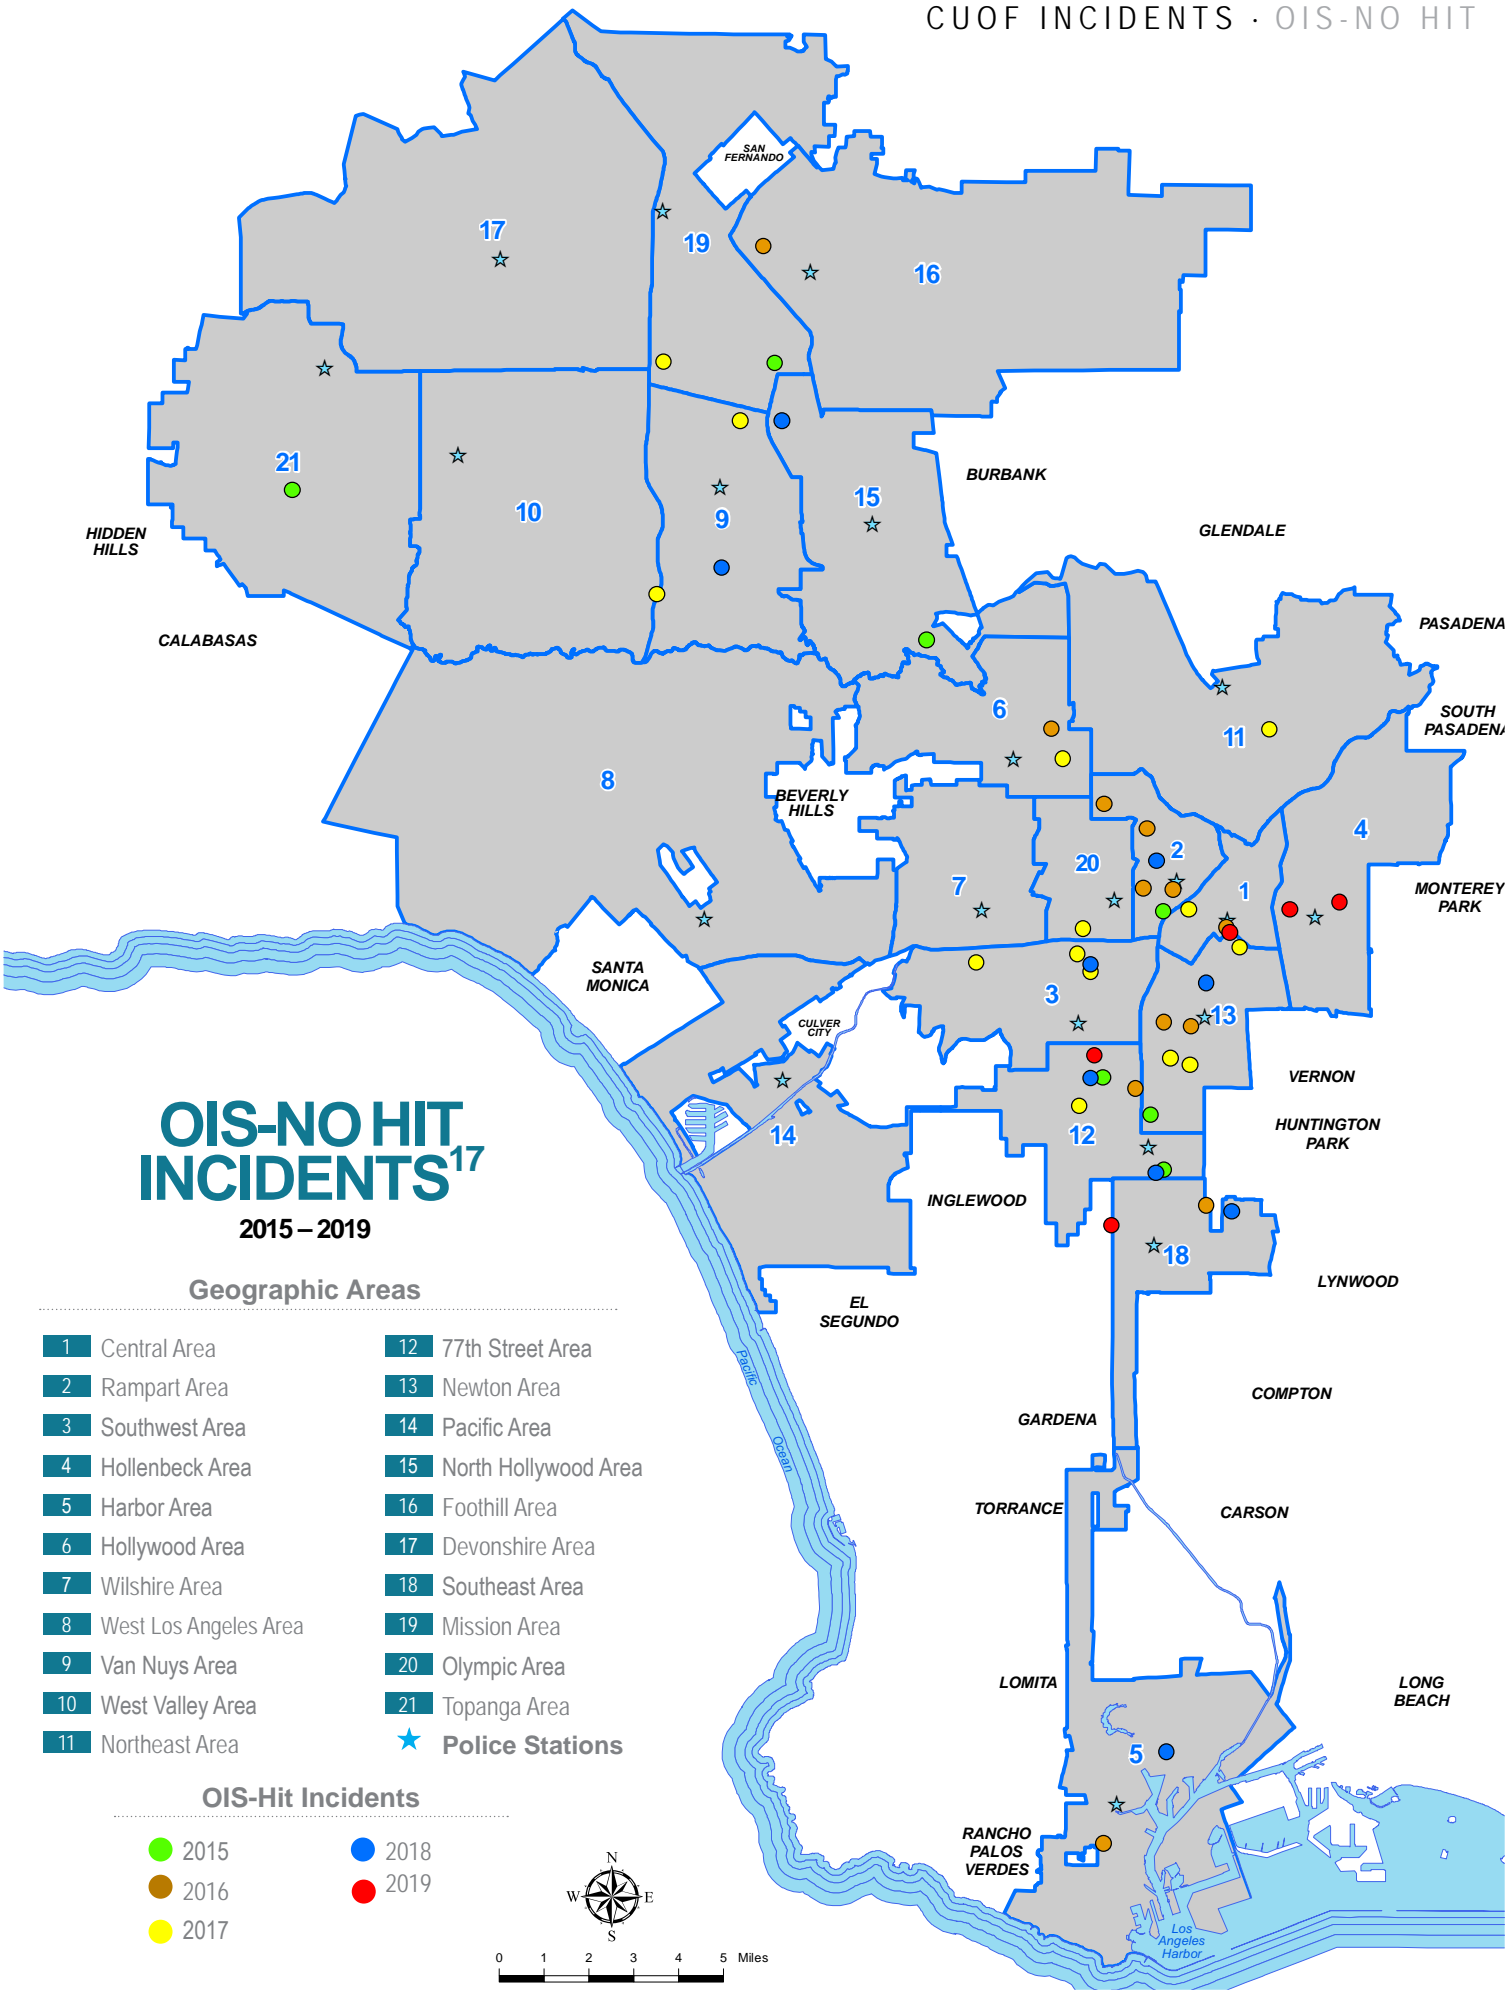 CUOF INCIDENTS · OIS-NO HIT
SAN
FERNANDO
17
19
16
21
10
9
15
BURBANK
GLENDALE
HIDDEN
HILLS
CALABASAS
PASADENA
6
11
SOUTH
PASADENA
8
BEVERLY
HILLS
4
2
20
7
1
MONTEREY
PARK
SANTA
MONICA
3
13
CULVER
CITY
VERNON
14
12
HUNTINGTON
PARK
INGLEWOOD
18
LYNWOOD
EL
SEGUNDO
Pacific
Ocean
COMPTON
GARDENA
TORRANCE
CARSON
LOMITA
LONG
BEACH
5
RANCHO
PALOS
VERDES
Los
Angeles
Harbor
OIS-NO HIT
INCIDENTS17
2015 – 2019
Geographic Areas
1 Central Area
2 Rampart Area
3 Southwest Area
4 Hollenbeck Area
5 Harbor Area
6 Hollywood Area
7 Wilshire Area
8 West Los Angeles Area
9 Van Nuys Area
10 West Valley Area
11 Northeast Area
12 77th Street Area
13 Newton Area
14 Pacific Area
15 North Hollywood Area
16 Foothill Area
17 Devonshire Area
18 Southeast Area
19 Mission Area
20 Olympic Area
21 Topanga Area
Police Stations
OIS-Hit Incidents
2015
2016
2017
2018
2019
N
W E
S
0 1 2 3 4 5 Miles